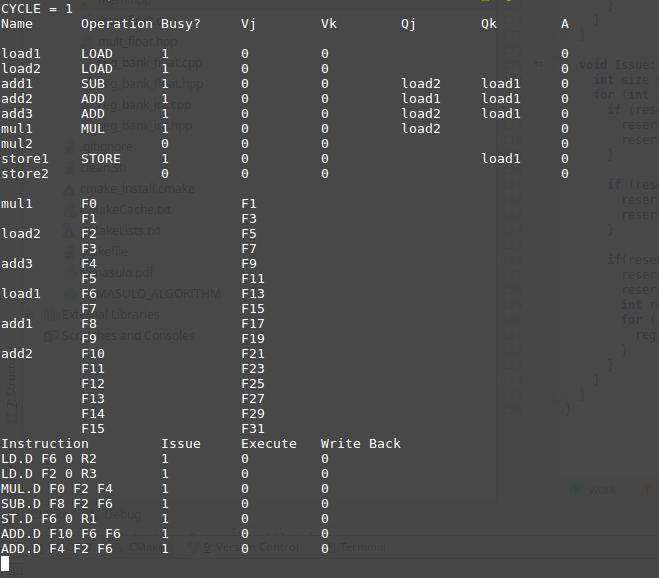 CYCLE = 1
Name Operation Busy? Vj Vk Qj Qk A
load1 LOAD 1 0 0 0
load2 LOAD 1 0 0 0
add1 SUB 1 0 0 load2 load1 0
add2 ADD 1 0 0 load1 load1 0
add3 ADD 1 0 0 load2 load1 0
mul1 MUL 1 0 0 load2 0
mul2 0 0 0 0
store1 STORE 1 0 0 load1 0
store2 0 0 0 0
mul1 F0 F1
F1 F3
load2 F2 F5
F3 F7
add3 F4 F9
F5 F11
load1 F6 F13
F7 F15
add1 F8 F17
F9 F19
add2 F10 F21
F11 F23
F12 F25
F13 F27
F14 F29
F15 F31
Instruction Issue Execute Write Back
LD.D F6 0 R2 1 0 0
LD.D F2 0 R3 1 0 0
MUL.D F0 F2 F4 1 0 0
SUB.D F8 F2 F6 1 0 0
ST.D F6 0 R1 1 0 0
ADD.D F10 F6 F6 1 0 0
ADD.D F4 F2 F6 1 0 0